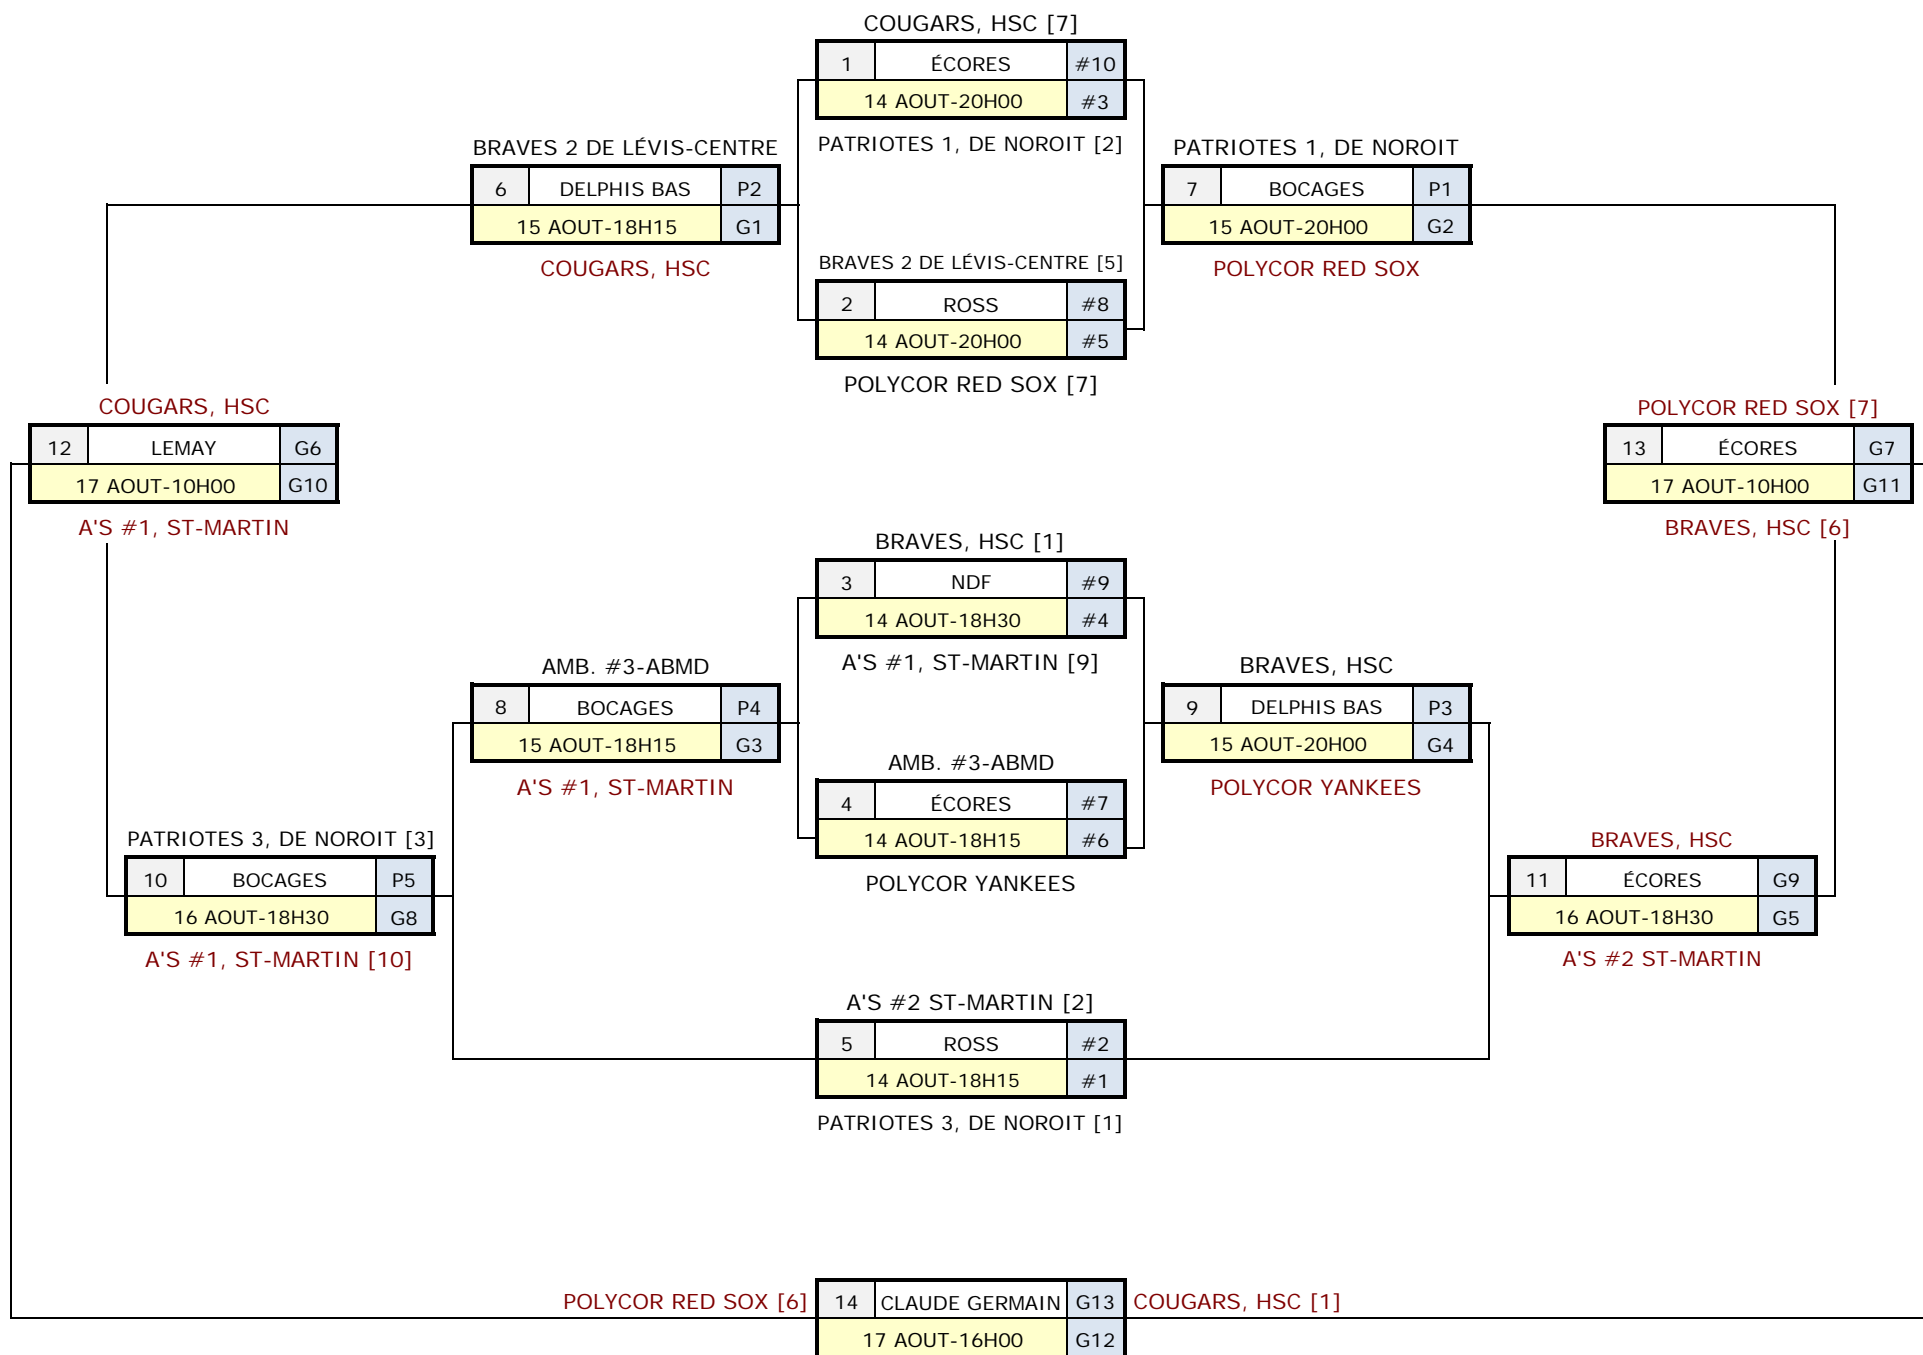 COUGARS, HSC [7]
1 ÉCORES #10
14 AOUT-20H00 #3
PATRIOTES 1, DE NOROIT [2]
BRAVES 2 DE LÉVIS-CENTRE
6 DELPHIS BAS P2
15 AOUT-18H15 G1
COUGARS, HSC
PATRIOTES 1, DE NOROIT
7 BOCAGES P1
15 AOUT-20H00 G2
POLYCOR RED SOX
BRAVES 2 DE LÉVIS-CENTRE [5]
2 ROSS #8
14 AOUT-20H00 #5
POLYCOR RED SOX [7]
COUGARS, HSC
12 LEMAY G6
17 AOUT-10H00 G10
A'S #1, ST-MARTIN
POLYCOR RED SOX [7]
13 ÉCORES G7
17 AOUT-10H00 G11
BRAVES, HSC [6]
BRAVES, HSC [1]
3 NDF #9
14 AOUT-18H30 #4
A'S #1, ST-MARTIN [9]
AMB. #3-ABMD
8 BOCAGES P4
15 AOUT-18H15 G3
A'S #1, ST-MARTIN
BRAVES, HSC
9 DELPHIS BAS P3
15 AOUT-20H00 G4
POLYCOR YANKEES
AMB. #3-ABMD
4 ÉCORES #7
14 AOUT-18H15 #6
POLYCOR YANKEES
PATRIOTES 3, DE NOROIT [3]
10 BOCAGES P5
16 AOUT-18H30 G8
A'S #1, ST-MARTIN [10]
BRAVES, HSC
11 ÉCORES G9
16 AOUT-18H30 G5
A'S #2 ST-MARTIN
A'S #2 ST-MARTIN [2]
5 ROSS #2
14 AOUT-18H15 #1
PATRIOTES 3, DE NOROIT [1]
POLYCOR RED SOX [6] 14 CLAUDE GERMAIN G13 COUGARS, HSC [1]
17 AOUT-16H00 G12